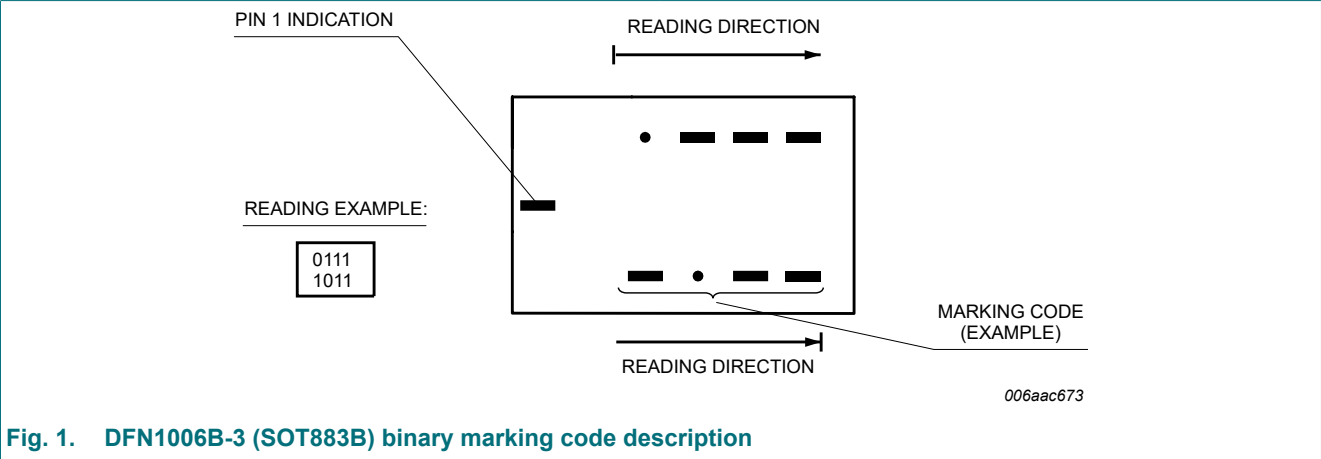 PIN 1 INDICATION
READING DIRECTION
READING EXAMPLE:
0111
1011
MARKING CODE
(EXAMPLE)
READING DIRECTION
006aac673
Fig. 1. DFN1006B-3 (SOT883B) binary marking code description